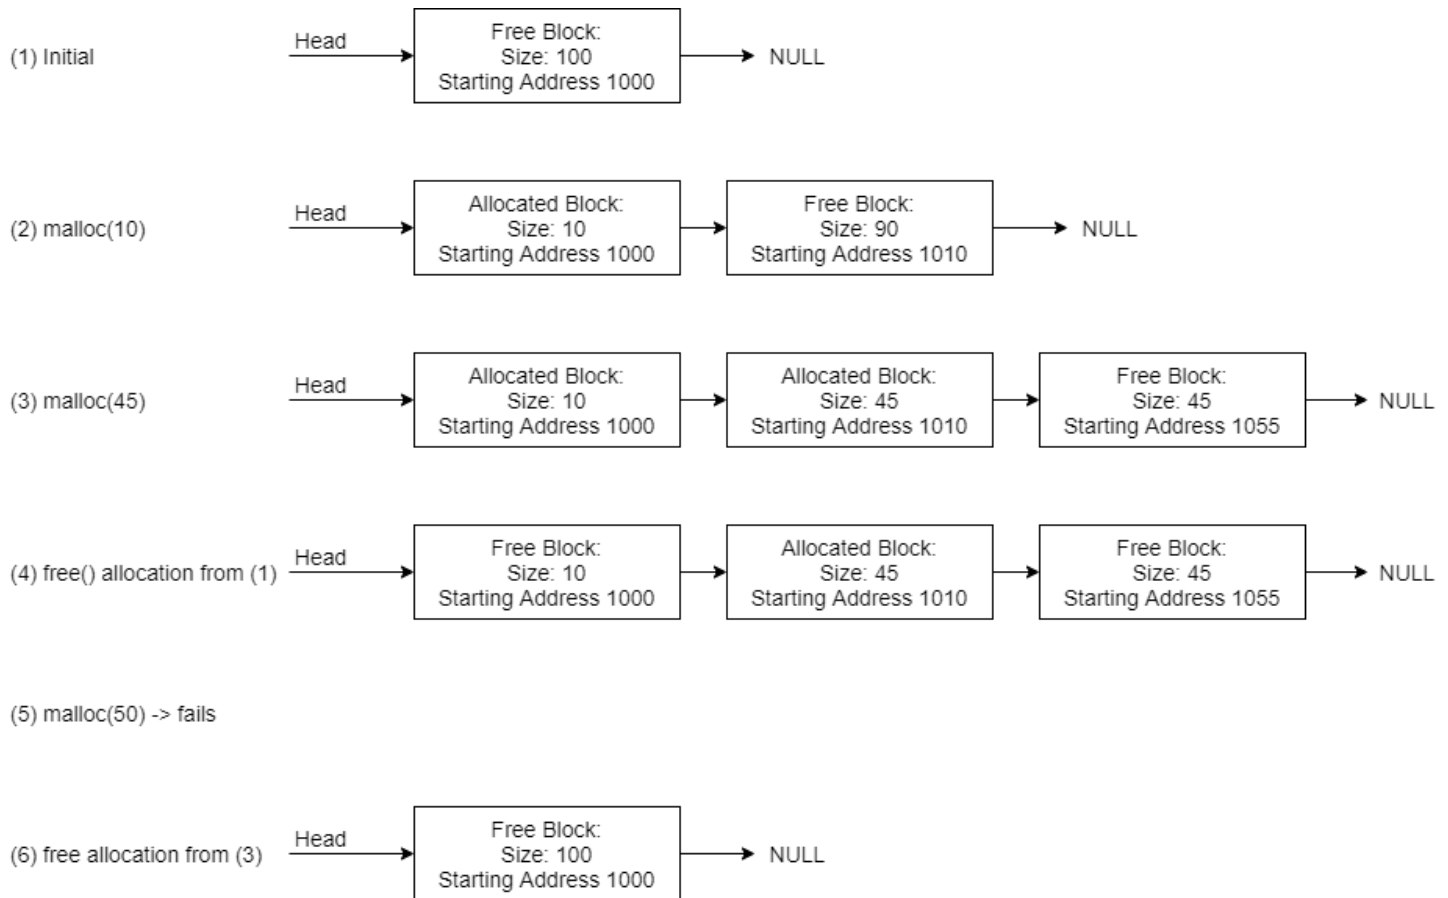 (1) Initial
Head
Free Block:
Size: 100
Starting Address 1000
NULL
(2) malloc(10)
Head
Allocated Block:
Size: 10
Starting Address 1000
Free Block:
Size: 90
Starting Address 1010
NULL
(3) malloc(45)
Head
Allocated Block:
Size: 10
Starting Address 1000
Allocated Block:
Size: 45
Starting Address 1010
Free Block:
Size: 45
Starting Address 1055
NULL
(4) free() allocation from (1)
Head
Free Block:
Size: 10
Starting Address 1000
Allocated Block:
Size: 45
Starting Address 1010
Free Block:
Size: 45
Starting Address 1055
NULL
(5) malloc(50) -> fails
(6) free allocation from (3)
Head
Free Block:
Size: 100
Starting Address 1000
NULL